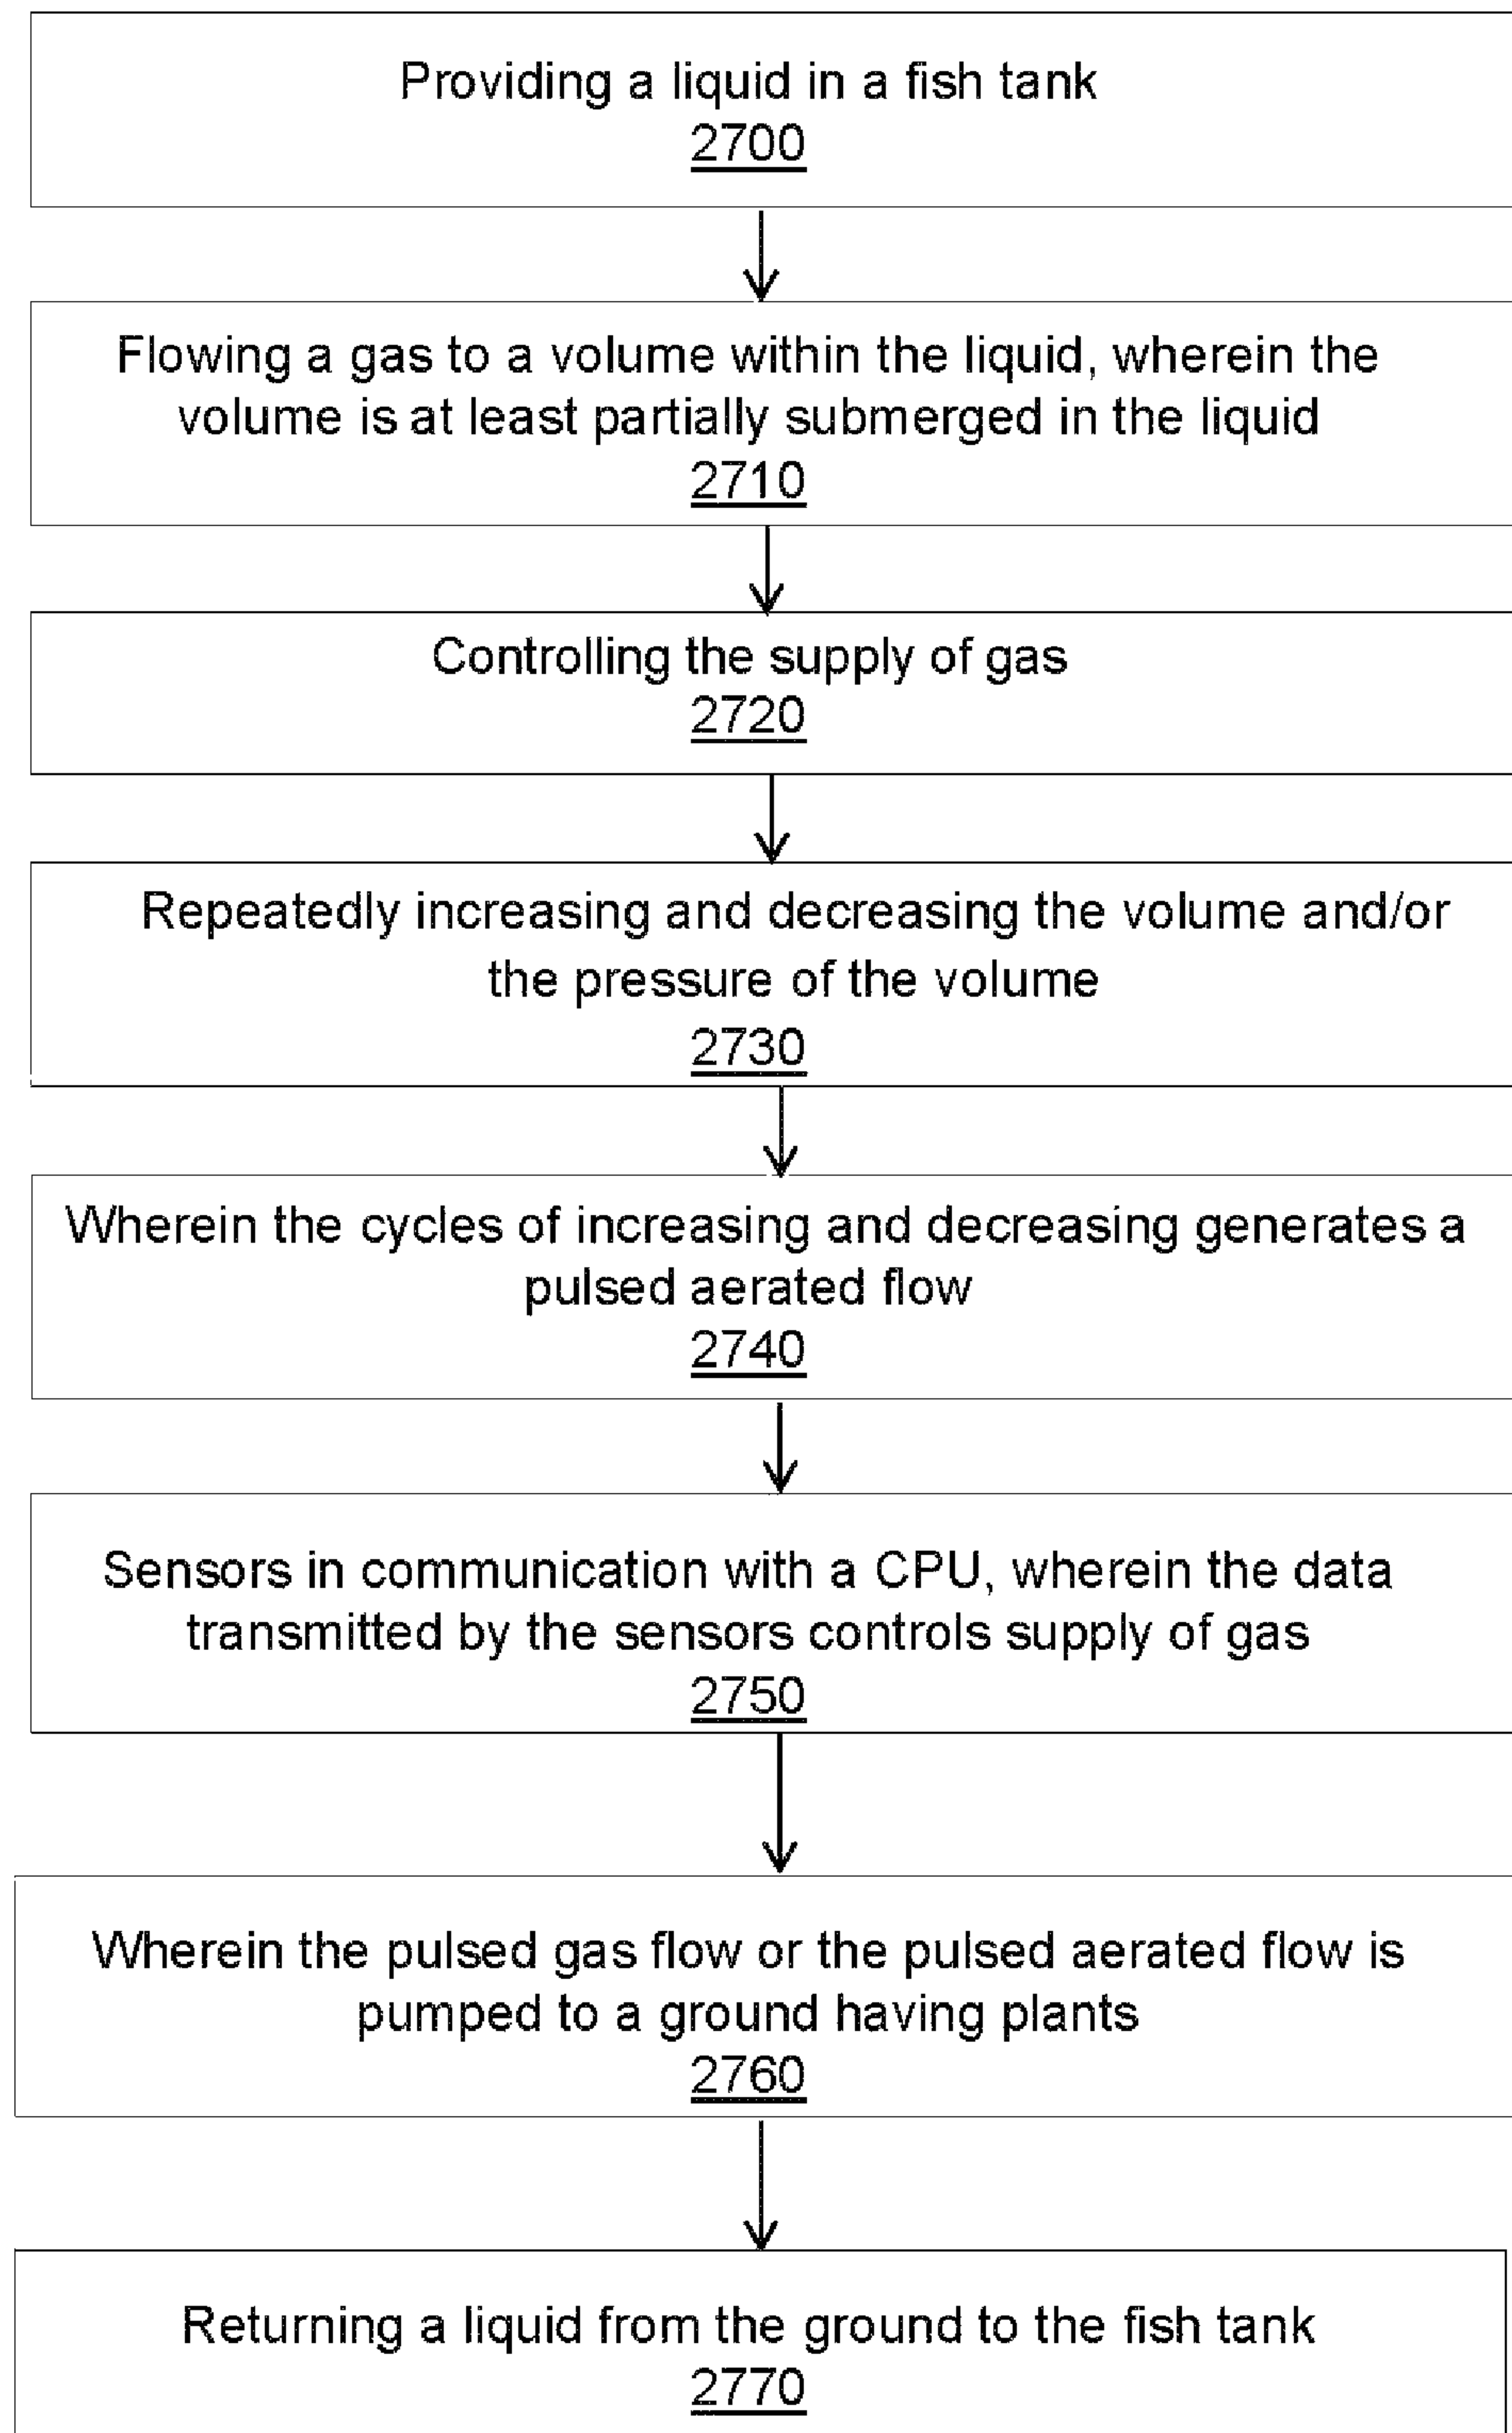 Providing a liquid in a fish tank
2700
Flowing a gas to a volume within the liquid, wherein the
volume is at least partially submerged in the liquid
2710
Controlling the supply of gas
2720
Repeatedly increasing and decreasing the volume and/or
the pressure of the volume
2730
Wherein the cycles of increasing and decreasing generates a
pulsed aerated flow
2740
Sensors in communication with a CPU, wherein the data
transmitted by the sensors controls supply of gas
2750
Wherein the pulsed gas flow or the pulsed aerated flow is
pumped to a ground having plants
2760
Returning a liquid from the ground to the fish tank
2770